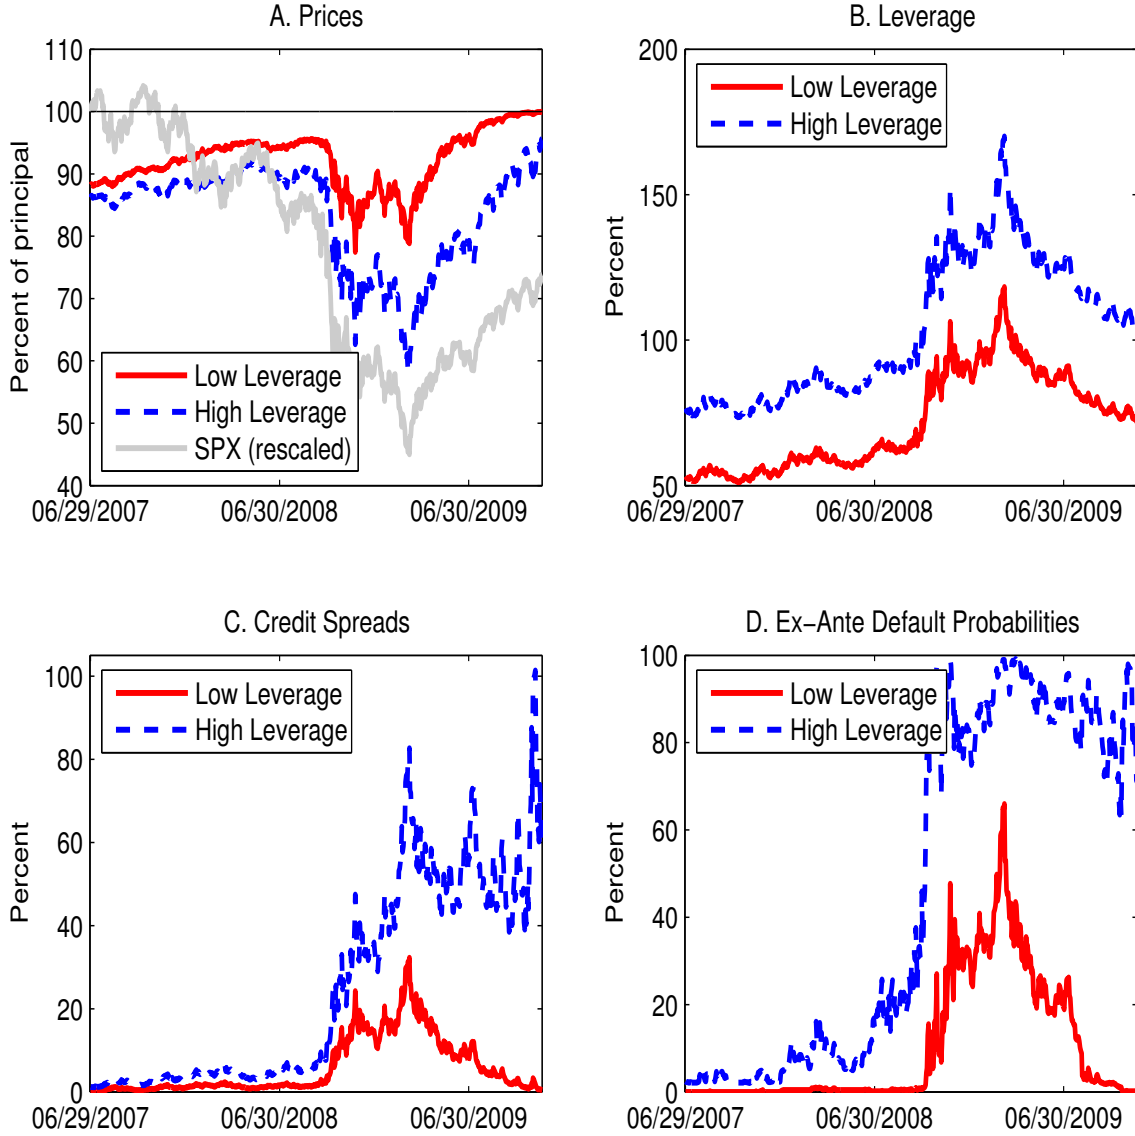 A. Prices
Percent of principal
110
100
90
80
70
60
50
40
Low Leverage
High Leverage
SPX (rescaled)
06/29/2007 06/30/2008 06/30/2009
B. Leverage
Percent
200
150
100
50
Low Leverage
High Leverage
06/29/2007 06/30/2008 06/30/2009
C. Credit Spreads
Percent
100
80
60
40
20
0
Low Leverage
High Leverage
06/29/2007 06/30/2008 06/30/2009
D. Ex−Ante Default Probabilities
Percent
100
80
60
40
20
0
Low Leverage
High Leverage
06/29/2007 06/30/2008 06/30/2009